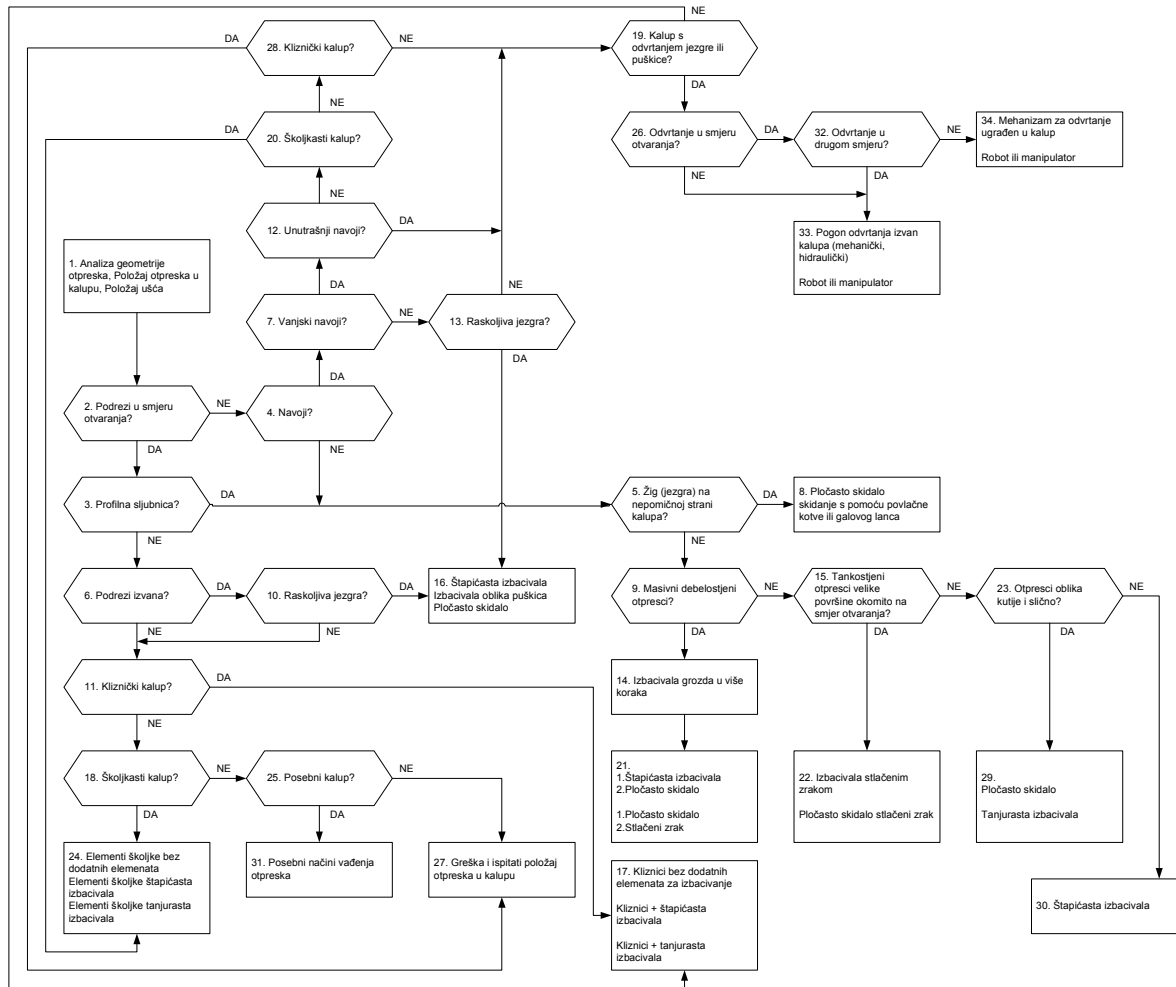 NE
DA
28. Kliznički kalup?
NE
19. Kalup s
odvrtanjem jezgre ili
puškice?
DA
NE
DA
20. Školjkasti kalup?
26. Odvrtanje u smjeru
otvaranja?
DA
32. Odvrtanje u
drugom smjeru?
NE
34. Mehanizam za odvrtanje
ugrađen u kalup
Robot ili manipulator
NE
NE
DA
12. Unutrašnji navoji?
DA
33. Pogon odvrtanja izvan
kalupa (mehanički,
hidraulički)
Robot ili manipulator
1. Analiza geometrije
otpreska, Položaj otpreska u
kalupu, Položaj ušća
DA
NE
7. Vanjski navoji?
NE
13. Raskoljiva jezgra?
DA
DA
2. Podrezi u smjeru
otvaranja?
NE
4. Navoji?
DA
NE
3. Profilna sljubnica?
DA
5. Žig (jezgra) na
nepomičnoj strani
kalupa?
DA
8. Pločasto skidalo
skidanje s pomoću povlačne
kotve ili galovog lanca
NE
NE
6. Podrezi izvana?
DA
10. Raskoljiva jezgra?
DA
16. Štapićasta izbacivala
Izbacivala oblika puškica
Pločasto skidalo
9. Masivni debelostjeni
otpresci?
NE
15. Tankostjeni
otpresci velike
površine okomito na
smjer otvaranja?
NE
23. Otpresci oblika
kutije i slično?
NE
NE
NE
DA
DA
DA
11. Kliznički kalup?
DA
14. Izbacivala grozda u više
koraka
NE
18. Školjkasti kalup?
NE
25. Posebni kalup?
NE
21.
1.Štapićasta izbacivala
2.Pločasto skidalo
1.Pločasto skidalo
2.Stlačeni zrak
22. Izbacivala stlačenim
zrakom
Pločasto skidalo stlačeni zrak
29.
Pločasto skidalo
Tanjurasta izbacivala
DA
DA
24. Elementi školjke bez
dodatnih elemenata
Elementi školjke štapićasta
izbacivala
Elementi školjke tanjurasta
izbacivala
31. Posebni načini vađenja
otpreska
27. Greška i ispitati položaj
otpreska u kalupu
17. Kliznici bez dodatnih
elemenata za izbacivanje
Kliznici + štapićasta
izbacivala
Kliznici + tanjurasta
izbacivala
30. Štapićasta izbacivala